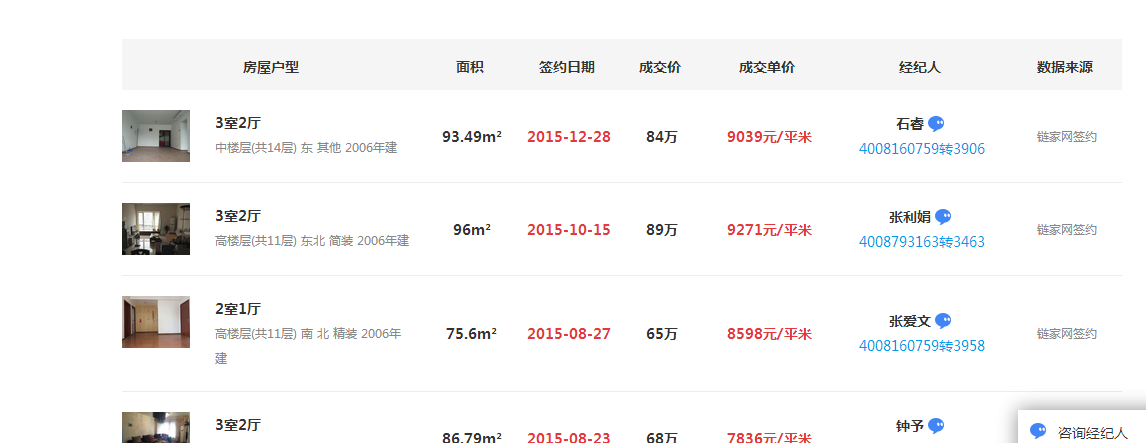 房屋户型 面积 签约日期 成交价 成交单价 经纪人 数据来源
3室2厅
中楼层(共14层) 东 其他 2006年建
93.49m² 2015-12-28 84万 9039元/平米
石睿
4008160759转3906
链家网签约
3室2厅
高楼层(共11层) 东北 简装 2006年建
96m² 2015-10-15 89万 9271元/平米
张利娟
4008793163转3463
链家网签约
2室1厅
高楼层(共11层) 南 北 精装 2006年
建
75.6m² 2015-08-27 65万 8598元/平米
张爱文
4008160759转3958
链家网签约
3室2厅
86.79m² 2015-08-23 68万 7836元/平米
钟予
咨询经纪人